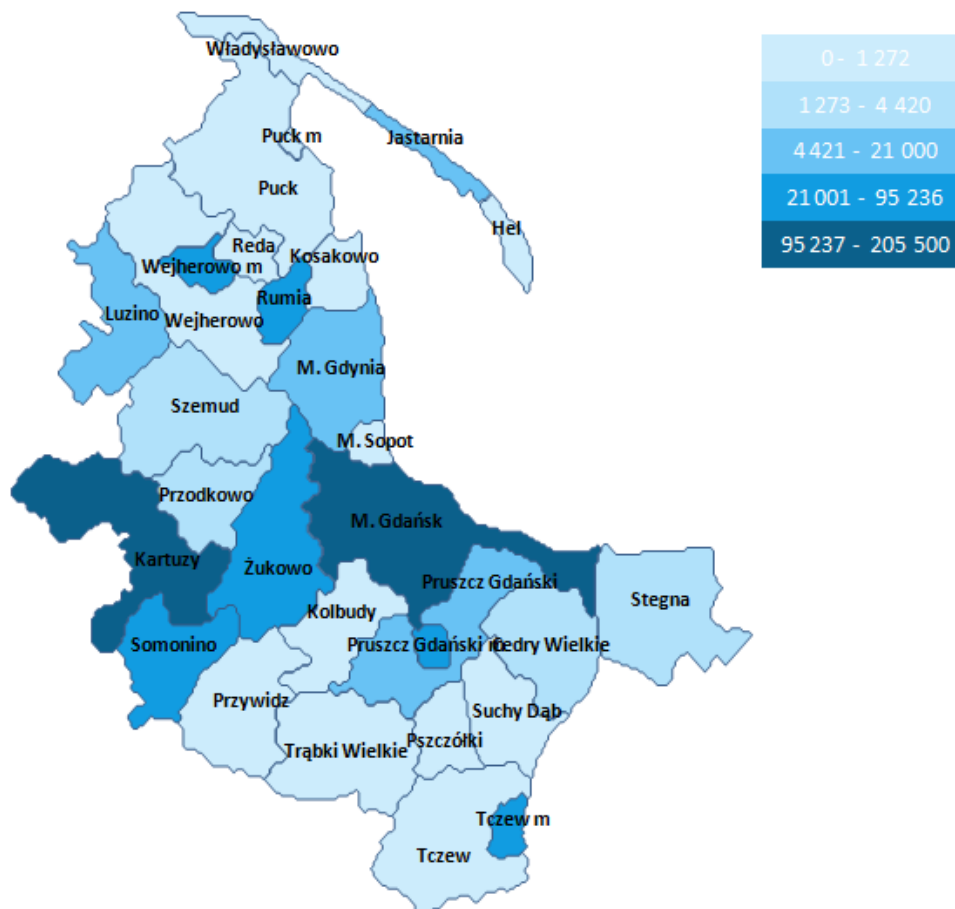 Władysławowo
0 - 1 272
1 273 - 4 420
4 421 - 21 000
21 001 - 95 236
95 237 - 205 500
Puck m
Jastarnia
Puck
Hel
Reda
Kosakowo
Wejherowo m
Rumia
Luzino
Wejherowo
M. Gdynia
Szemud
M. Sopot
Przodkowo
M. Gdańsk
Kartuzy
Żukowo
Pruszcz Gdański
Stegna
Kolbudy
Somonino
Pruszcz Gdański m
Cedry Wielkie
Przywidz
Suchy Dąb
Trąbki Wielkie
Pszczółki
Tczew m
Tczew